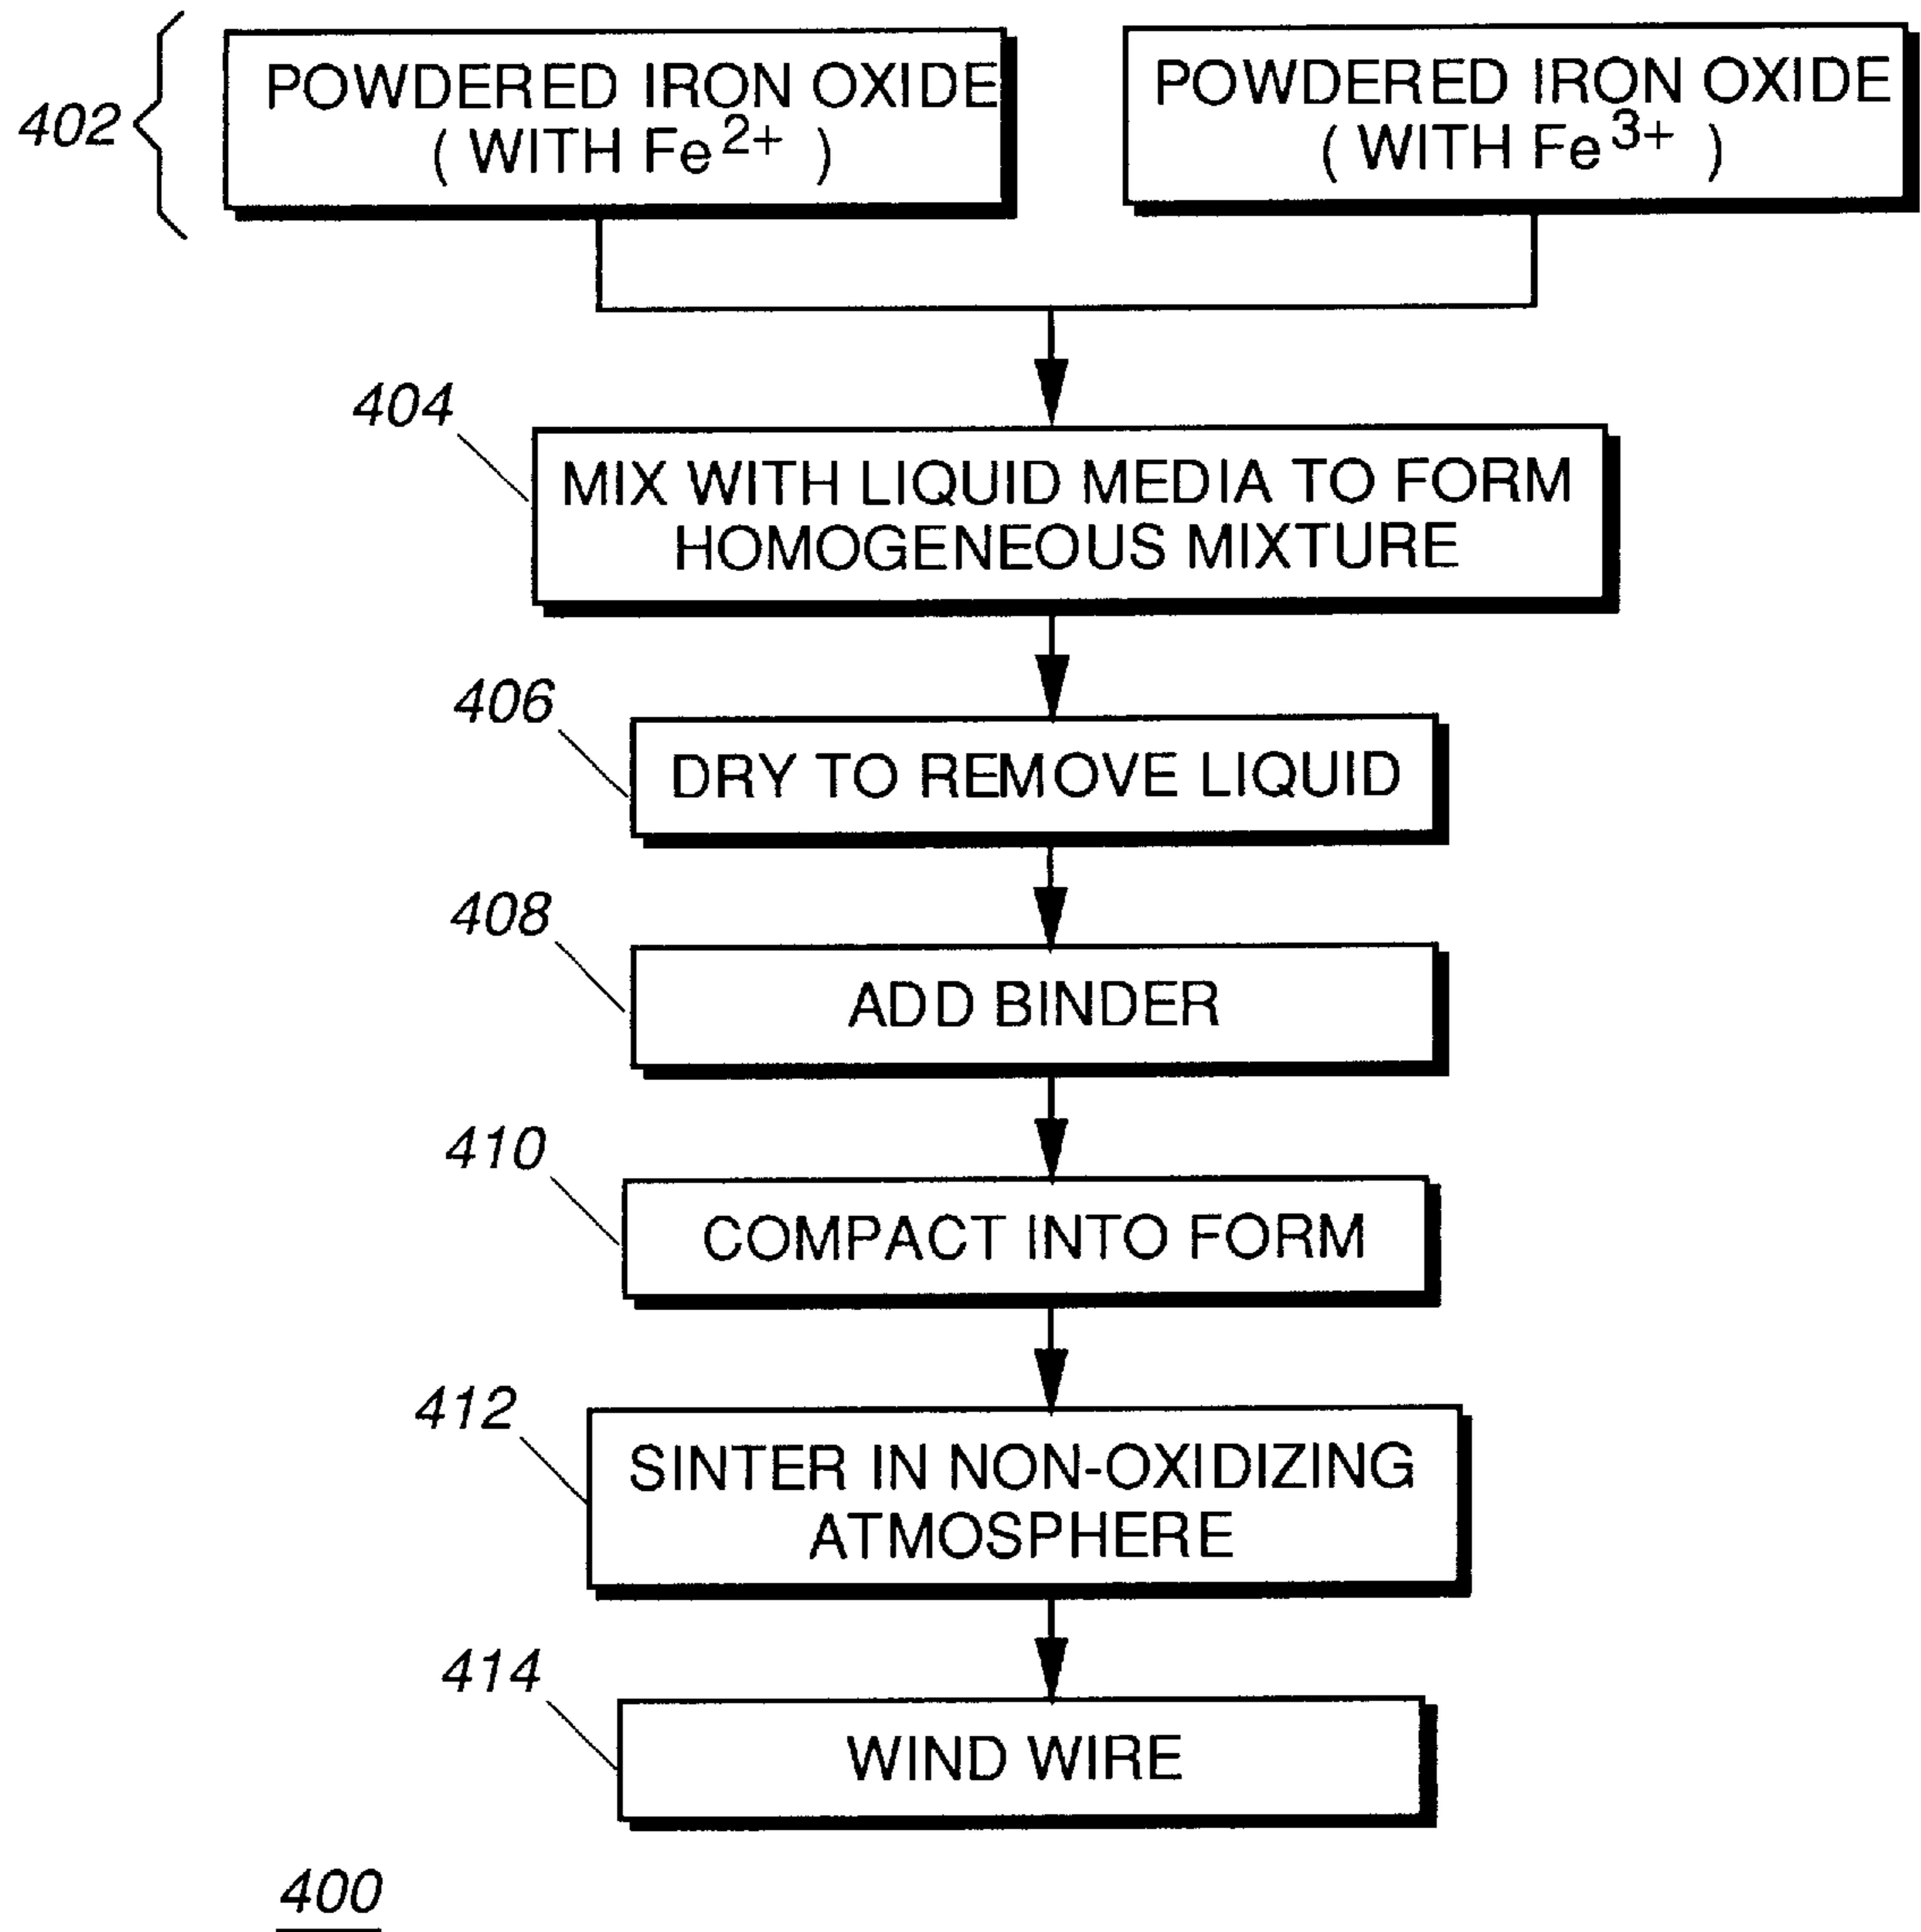 402
POWDERED IRON OXIDE
( WITH Fe2+ )
POWDERED IRON OXIDE
( WITH Fe3+ )
404
MIX WITH LIQUID MEDIA TO FORM
HOMOGENEOUS MIXTURE
406
DRY TO REMOVE LIQUID
408
ADD BINDER
410
COMPACT INTO FORM
412
SINTER IN NON-OXIDIZING
ATMOSPHERE
414
WIND WIRE
400